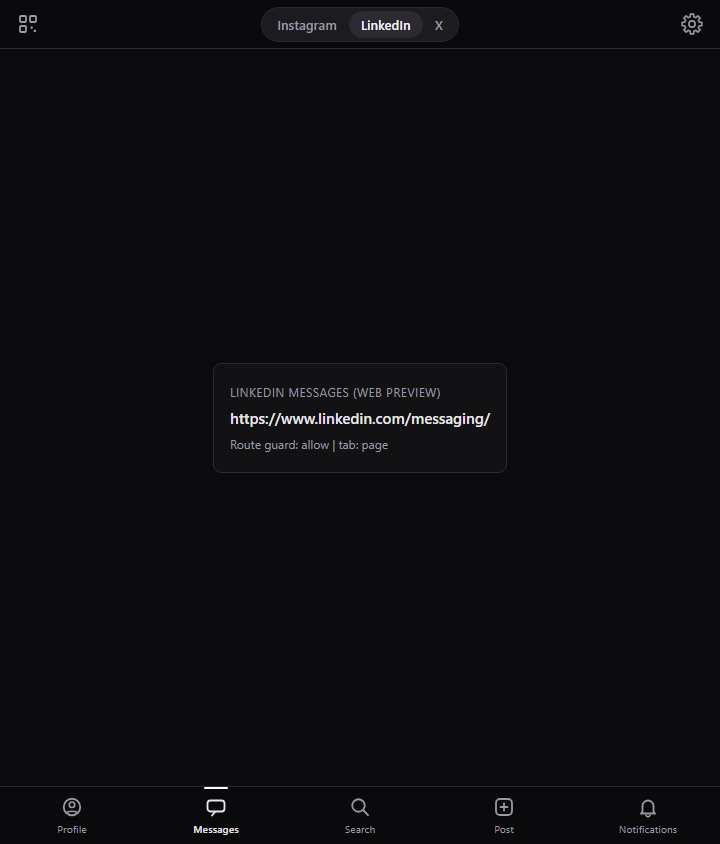 Instagram LinkedIn X
LINKEDIN MESSAGES (WEB PREVIEW)
https://www.linkedin.com/messaging/
Route guard: allow | tab: page
Profile Messages Search Post Notifications